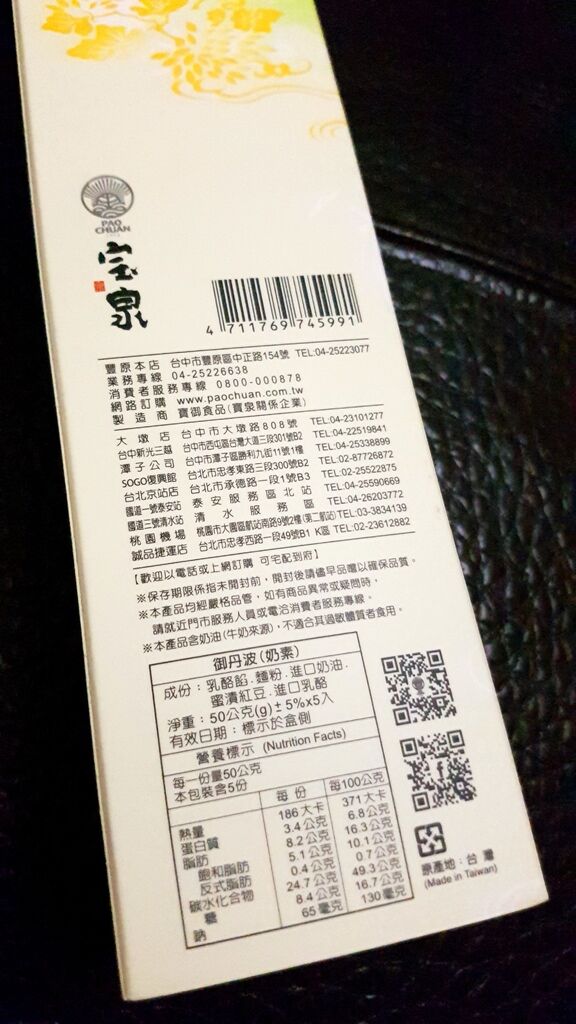 PAO
CHUAN
宝泉
4 711769 745991
豐原本店 台中市豐原區中正路154號 TEL:04-25223077
業務專線 04-25226638
消費者服務專線 0800-000878
網路訂購 www.paochuan.com.tw
製造商 寶御食品(寶泉關係企業)
大墩店 台中市大墩路808號 TEL:04-23101277
台中新光三越 台中市西屯區台灣大道三段301號B2 TEL:04-22519841
潭子公司 台中市潭子區勝利九街11號1樓 TEL:04-25338899
SOGO復興館 台北市忠孝東路三段300號B2 TEL:02-87726872
台北京站店 台北市承德路一段1號B3 TEL:02-25522875
國道一號泰安站 泰安服務區北站 TEL:04-25590669
國道三號清水站 清水服務區 TEL:04-26203772
桃園機場 桃園市大園區航站南路9號2樓(第二航站) TEL:03-3834139
誠品捷運店 台北市忠孝西路一段49號B1 K區 TEL:02-23612882
【歡迎以電話或上網訂購 可宅配到府】
※保存期限係指未開封前，開封後請儘早品嚐以確保品質。
※本產品均經嚴格品管，如有商品異常或疑問時，
請就近門市服務人員或電洽消費者服務專線。
※本產品含奶油(牛奶來源)，不適合其過敏體質者食用。
御丹波(奶素)
成份：乳酪餡．麵粉．進口奶油．
蜜漬紅豆．進口乳酪
淨重：50公克(g)±5%x5入
有效日期：標示於盒側
營養標示 (Nutrition Facts)
每一份量50公克
本包裝含5份
每份 每100公克
熱量 186大卡 371大卡
蛋白質 3.4公克 6.8公克
脂肪 8.2公克 16.3公克
飽和脂肪 5.1公克 10.1公克
反式脂肪 0.4公克 0.7公克
碳水化合物 24.7公克 49.3公克
糖 8.4公克 16.7公克
鈉 65毫克 130毫克
原產地：台灣
(Made in Taiwan)